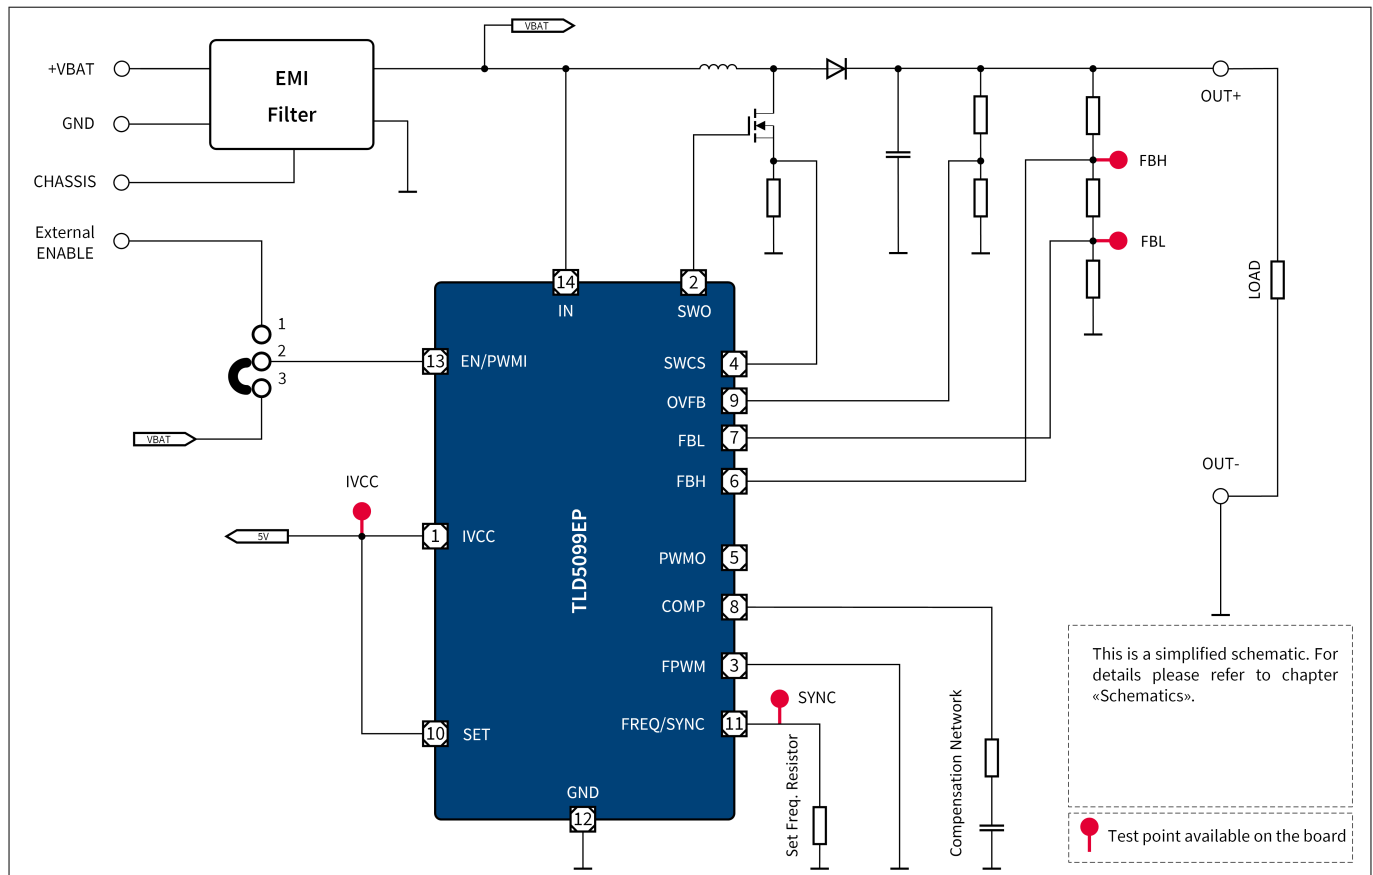 VBAT
+VBAT
EMI
Filter
OUT+
GND
FBH
CHASSIS
External
ENABLE
FBL
LOAD
14
2
IN
SWO
1
2
3
13
EN/PWMI
SWCS
4
OVFB
9
FBL
7
VBAT
FBH
6
OUT-
IVCC
5V
1
IVCC
TLD5099EP
PWMO
5
COMP
8
FPWM
3
This is a simplified schematic. For
details please refer to chapter
«Schematics».
SYNC
FREQ/SYNC
11
10
SET
Set Freq. Resistor
Compensation Network
GND
12
Test point available on the board